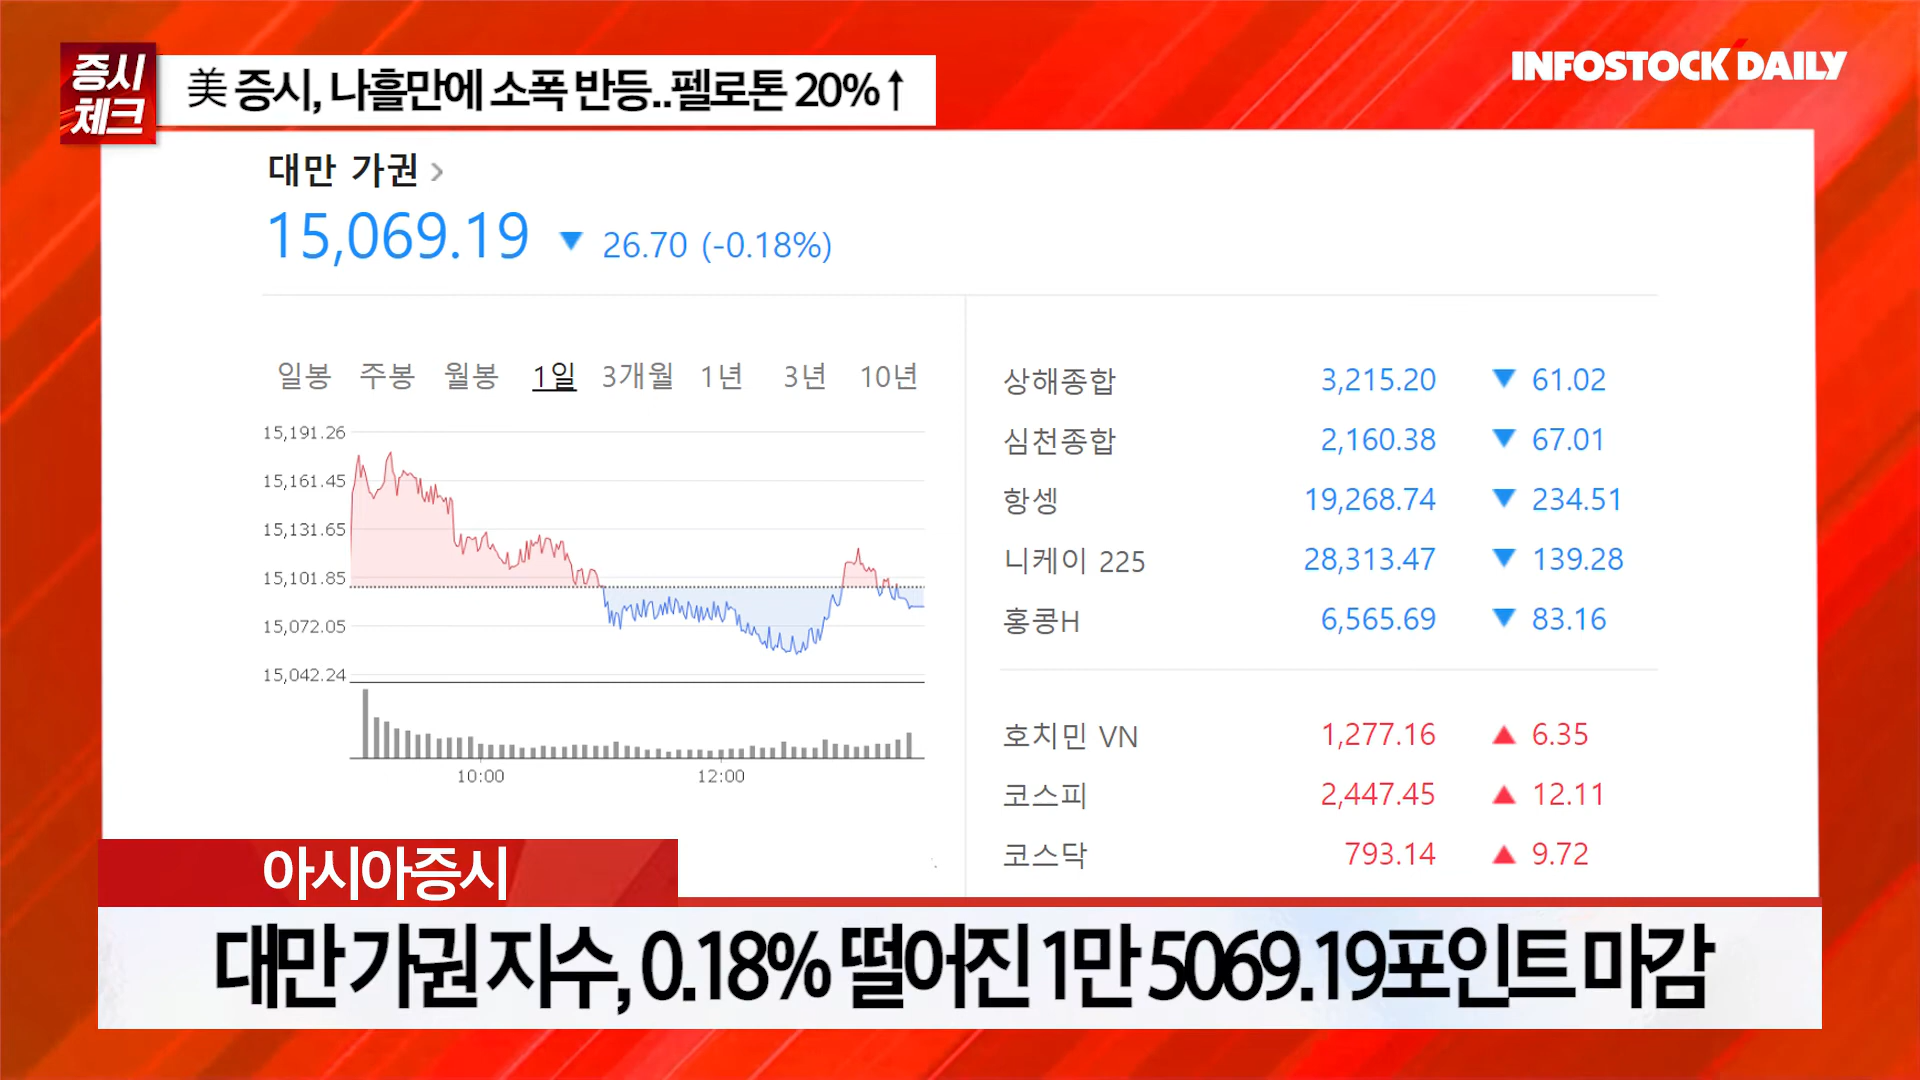 증시
체크
美 증시, 나흘만에 소폭 반등..펠로톤 20%↑
INFOSTOCK DAILY
대만 가권 >
15,069.19 ▼ 26.70 (-0.18%)
일봉 주봉 월봉 1일 3개월 1년 3년 10년
15,191.26
15,161.45
15,131.65
15,101.85
15,072.05
15,042.24
10:00 12:00
상해종합 3,215.20 ▼ 61.02
심천종합 2,160.38 ▼ 67.01
항셍 19,268.74 ▼ 234.51
니케이 225 28,313.47 ▼ 139.28
홍콩H 6,565.69 ▼ 83.16
호치민 VN 1,277.16 ▲ 6.35
코스피 2,447.45 ▲ 12.11
코스닥 793.14 ▲ 9.72
아시아증시
대만 가권 지수, 0.18% 떨어진 1만 5069.19포인트 마감